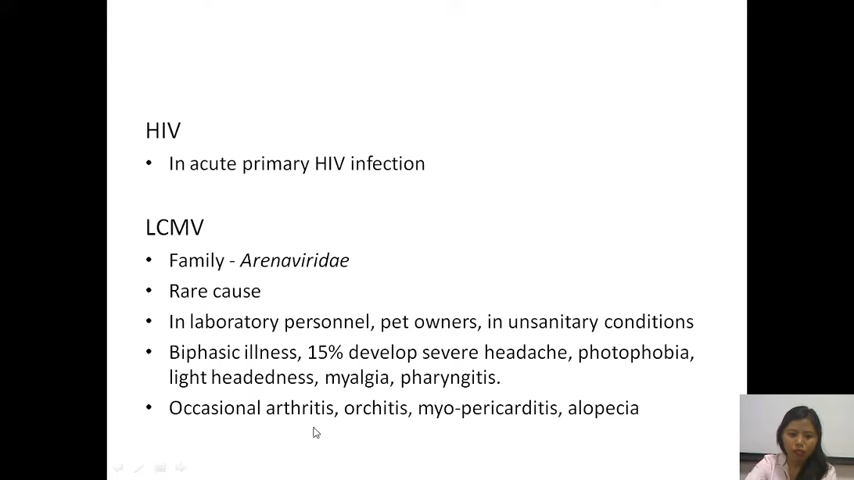 HIV
• In acute primary HIV infection
LCMV
• Family - Arenaviridae
• Rare cause
• In laboratory personnel, pet owners, in unsanitary conditions
• Biphasic illness, 15% develop severe headache, photophobia,
light headedness, myalgia, pharyngitis.
• Occasional arthritis, orchitis, myo-pericarditis, alopecia